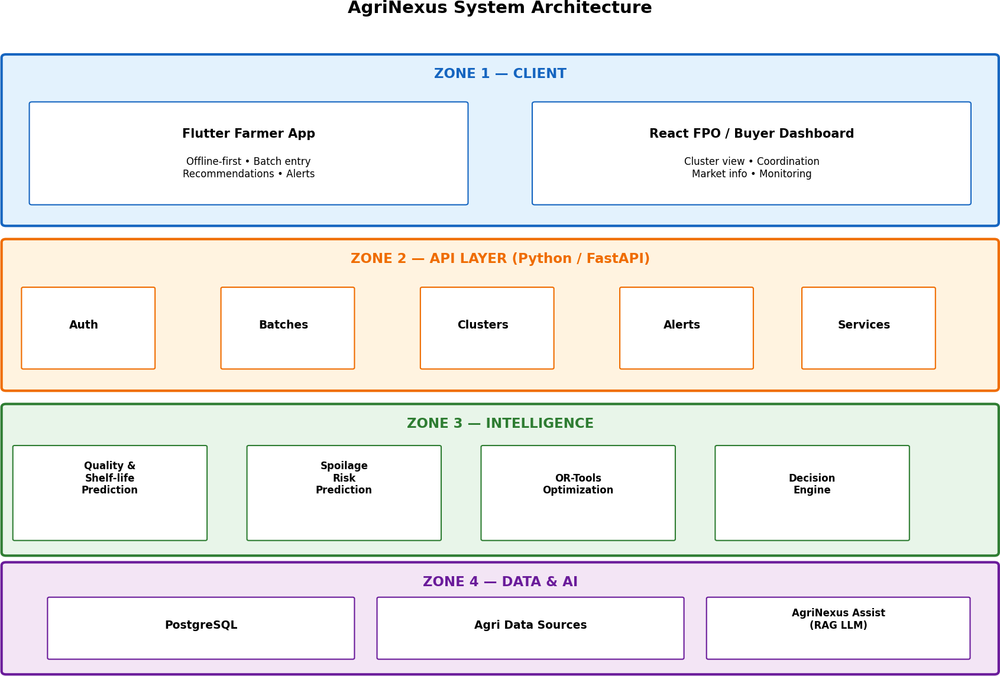 AgriNexus System Architecture
ZONE 1 — CLIENT
Flutter Farmer App
Offline-first • Batch entry
Recommendations • Alerts
React FPO / Buyer Dashboard
Cluster view • Coordination
Market info • Monitoring
ZONE 2 — API LAYER (Python / FastAPI)
Auth
Batches
Clusters
Alerts
Services
ZONE 3 — INTELLIGENCE
Quality &
Shelf-life
Prediction
Spoilage
Risk
Prediction
OR-Tools
Optimization
Decision
Engine
ZONE 4 — DATA & AI
PostgreSQL
Agri Data Sources
AgriNexus Assist
(RAG LLM)